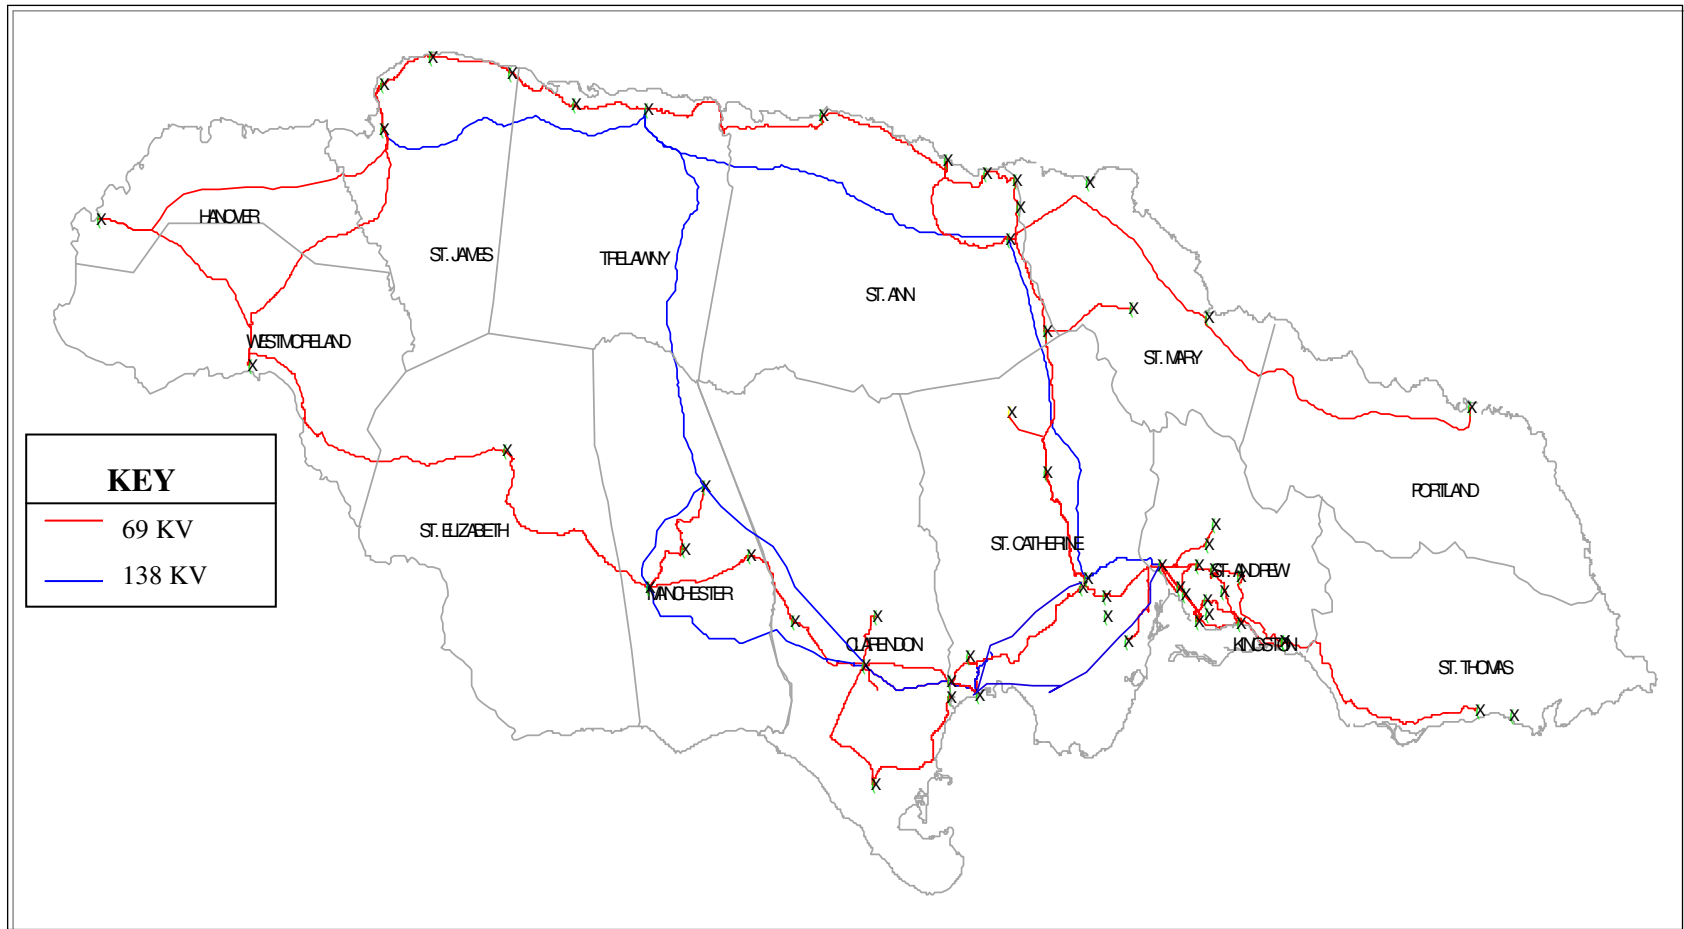 HANOVER
ST. JAMES
TRELAWNY
ST. ANN
WESTMORELAND
ST. MARY
KEY
69 KV
138 KV
ST. ELIZABETH
MANCHESTER
CLARENDON
ST. CATHERINE
ST. ANDREW
KINGSTON
PORTLAND
ST. THOMAS